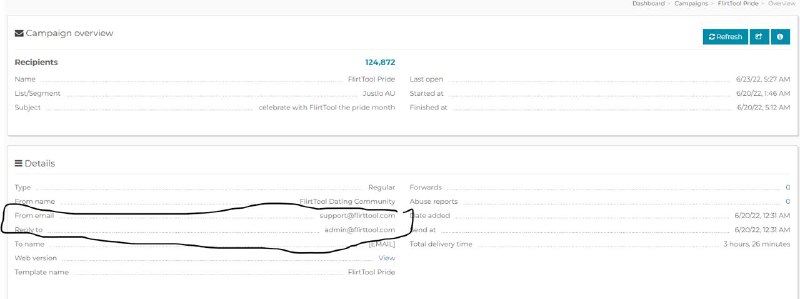 Dashboard > Campaigns > FlirtTool Pride > Overview
Campaign overview
Refresh
Recipients 124,872
Name FlirtTool Pride
Last open 6/23/22, 5:27 AM
List/Segment Justlo AU
Started at 6/20/22, 1:46 AM
Subject celebrate with FlirtTool the pride month
Finished at 6/20/22, 5:12 AM
Details
Type Regular
Forwards 0
From name FlirtTool Dating Community
Abuse reports 0
From email support@flirttool.com
Date added 6/20/22, 12:31 AM
Reply to admin@flirttool.com
Send at 6/20/22, 12:31 AM
To name [EMAIL]
Total delivery time 3 hours, 26 minutes
Web version View
Template name FlirtTool Pride